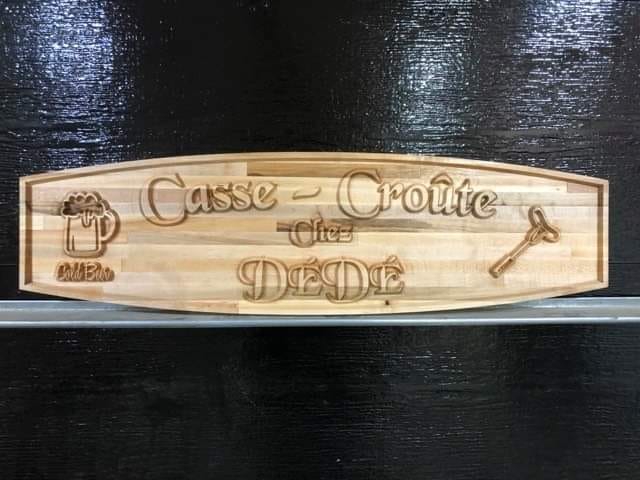 Casse - Croûte
Chez
DÉDÉ
Cold Beer